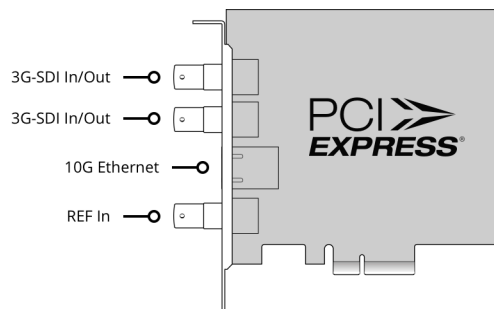 3G-SDI In/Out
3G-SDI In/Out
10G Ethernet
REF In
PCI
EXPRESS®